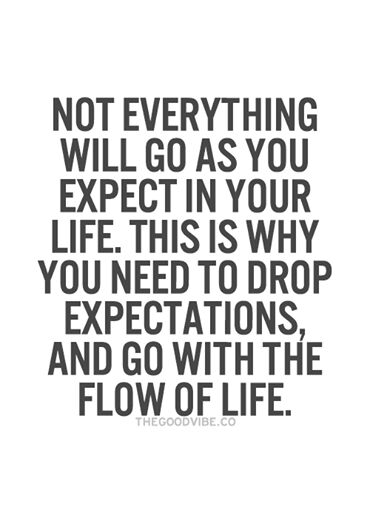 NOT EVERYTHING
WILL GO AS YOU
EXPECT IN YOUR
LIFE. THIS IS WHY
YOU NEED TO DROP
EXPECTATIONS,
AND GO WITH THE
FLOW OF LIFE.
THEGOODVIBE.CO